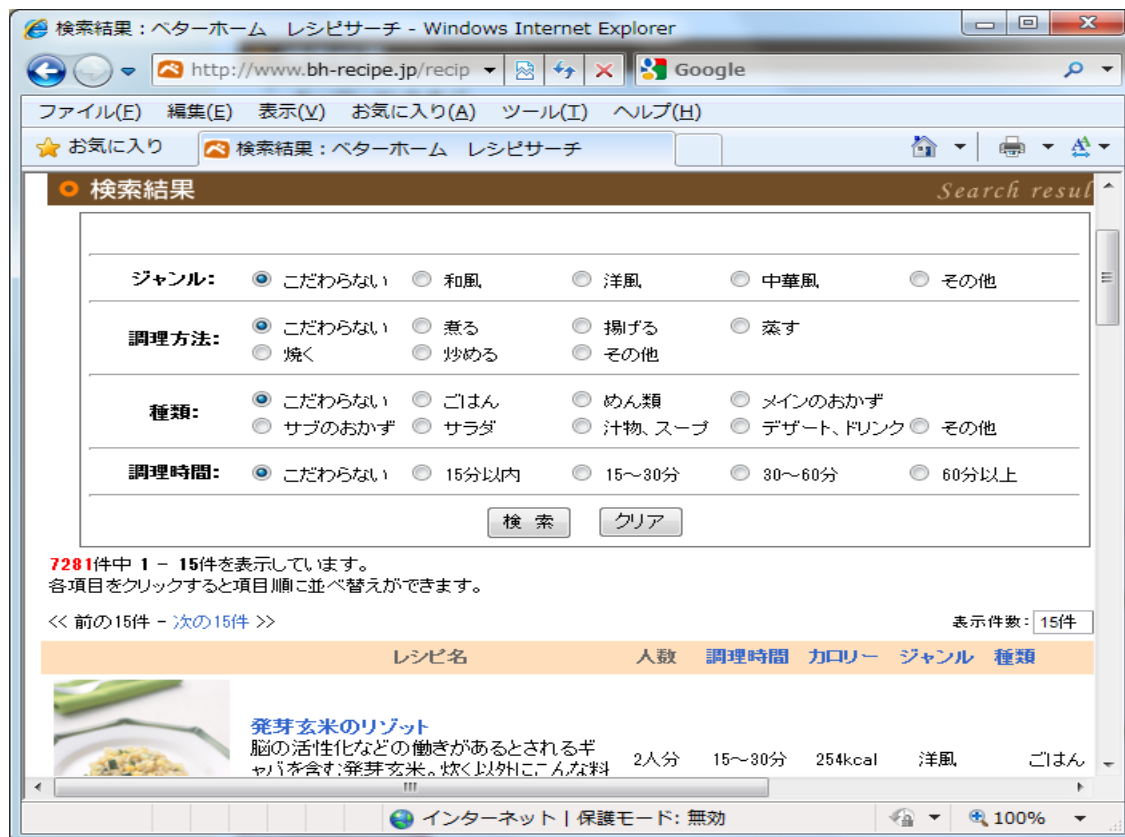 検索結果：ベターホーム　レシピサーチ - Windows Internet Explorer
http://www.bh-recipe.jp/recip
Google
ファイル(F) 編集(E) 表示(V) お気に入り(A) ツール(T) ヘルプ(H)
お気に入り
検索結果：ベターホーム　レシピサーチ
検索結果
Search resul
ジャンル: こだわらない 和風 洋風 中華風 その他
調理方法: こだわらない 煮る 揚げる 蒸す
焼く 炒める その他
種類: こだわらない ごはん めん類 メインのおかず
サブのおかず サラダ 汁物、スープ デザート、ドリンク その他
調理時間: こだわらない 15分以内 15～30分 30～60分 60分以上
検 索 クリア
7281件中 1 - 15件を表示しています。
各項目をクリックすると項目順に並べ替えができます。
<< 前の15件 - 次の15件 >>
表示件数: 15件
レシピ名 人数 調理時間 カロリー ジャンル 種類
発芽玄米のリゾット
脳の活性化などの働きがあるとされるギ
ャバを含む発芽玄米。炊く以外にこんな料
2人分 15～30分 254kcal 洋風 ごはん
インターネット | 保護モード: 無効
100%